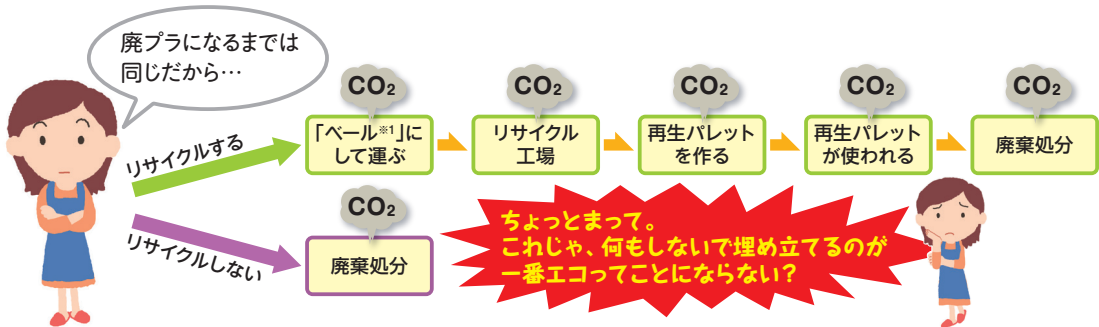 廃プラになるまでは
同じだから…
リサイクルする
CO₂
「ベール※1」に
して運ぶ
CO₂
リサイクル
工場
CO₂
再生パレット
を作る
CO₂
再生パレット
が使われる
CO₂
廃棄処分
リサイクルしない
CO₂
廃棄処分
ちょっとまって。
これじゃ、何もしないで埋め立てるのが
一番エコってことにならない？